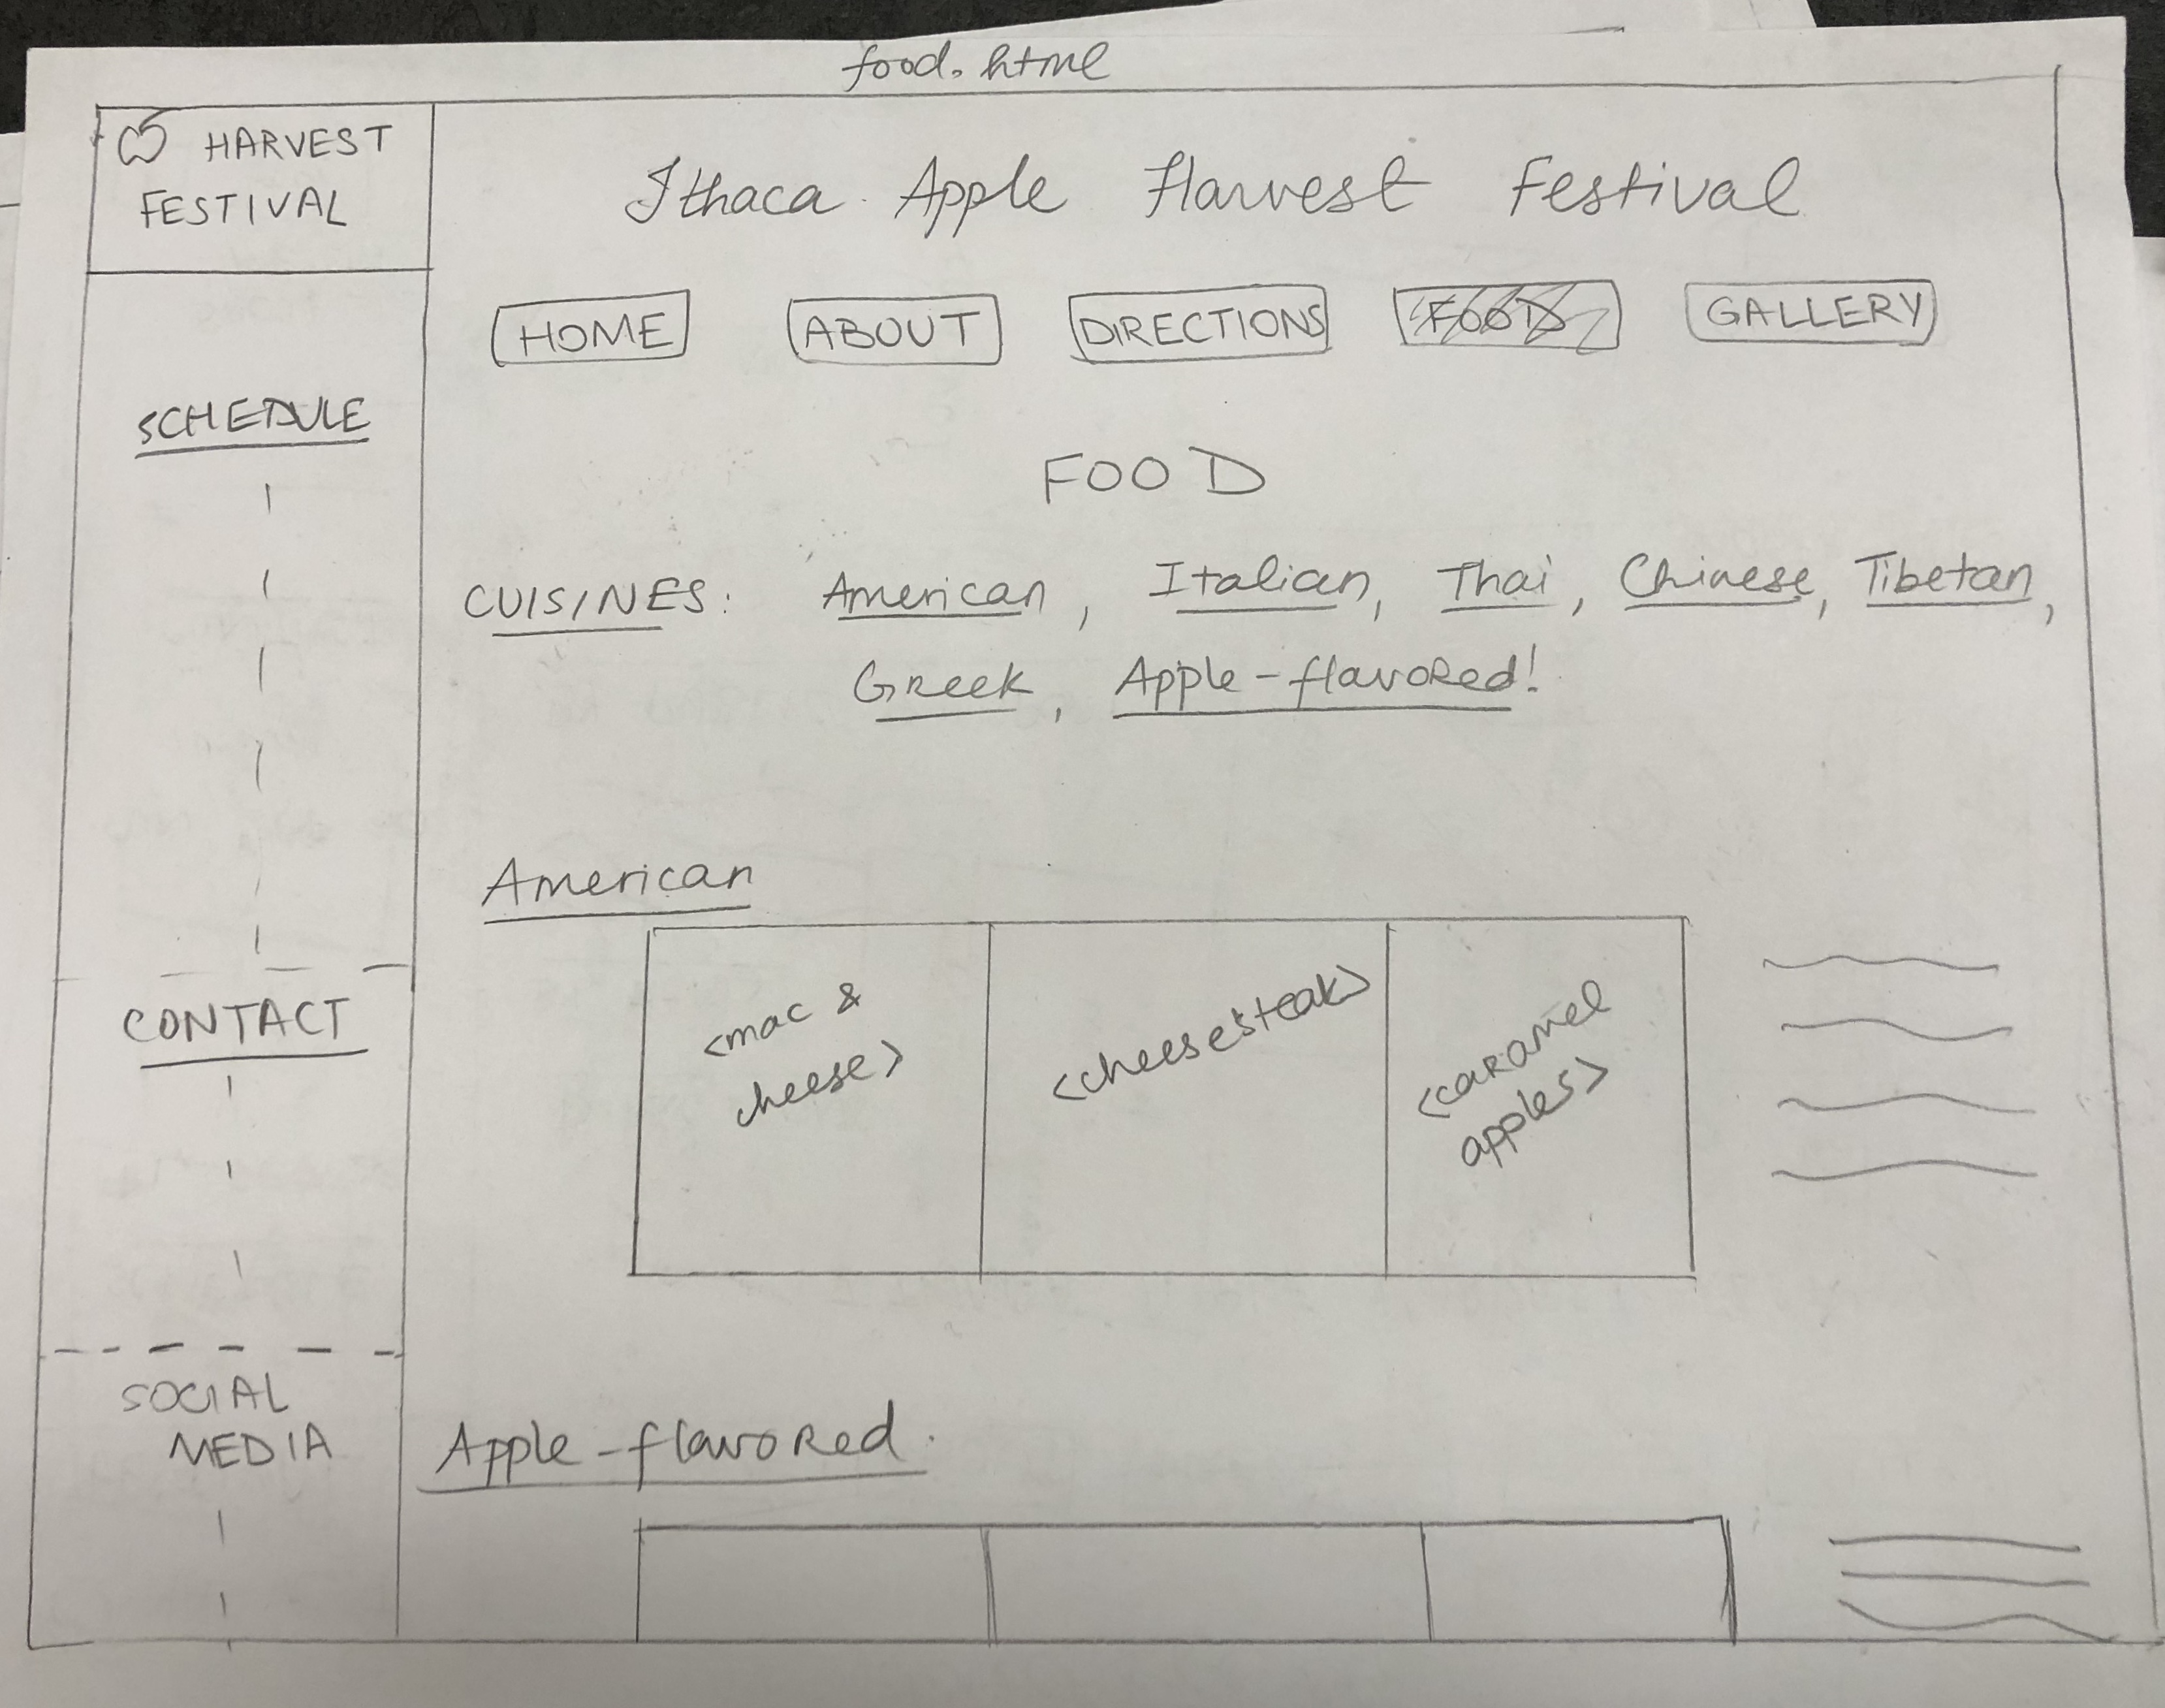 food.html
HARVEST
FESTIVAL
Ithaca Apple Harvest Festival
HOME ABOUT DIRECTIONS FOOD GALLERY
SCHEDULE
FOOD
CUISINES: American, Italian, Thai, Chinese, Tibetan,
Greek, Apple-flavored!
American
<mac &
cheese>
<cheesesteak>
<caramel
apples>
CONTACT
SOCIAL
MEDIA
Apple-flavored